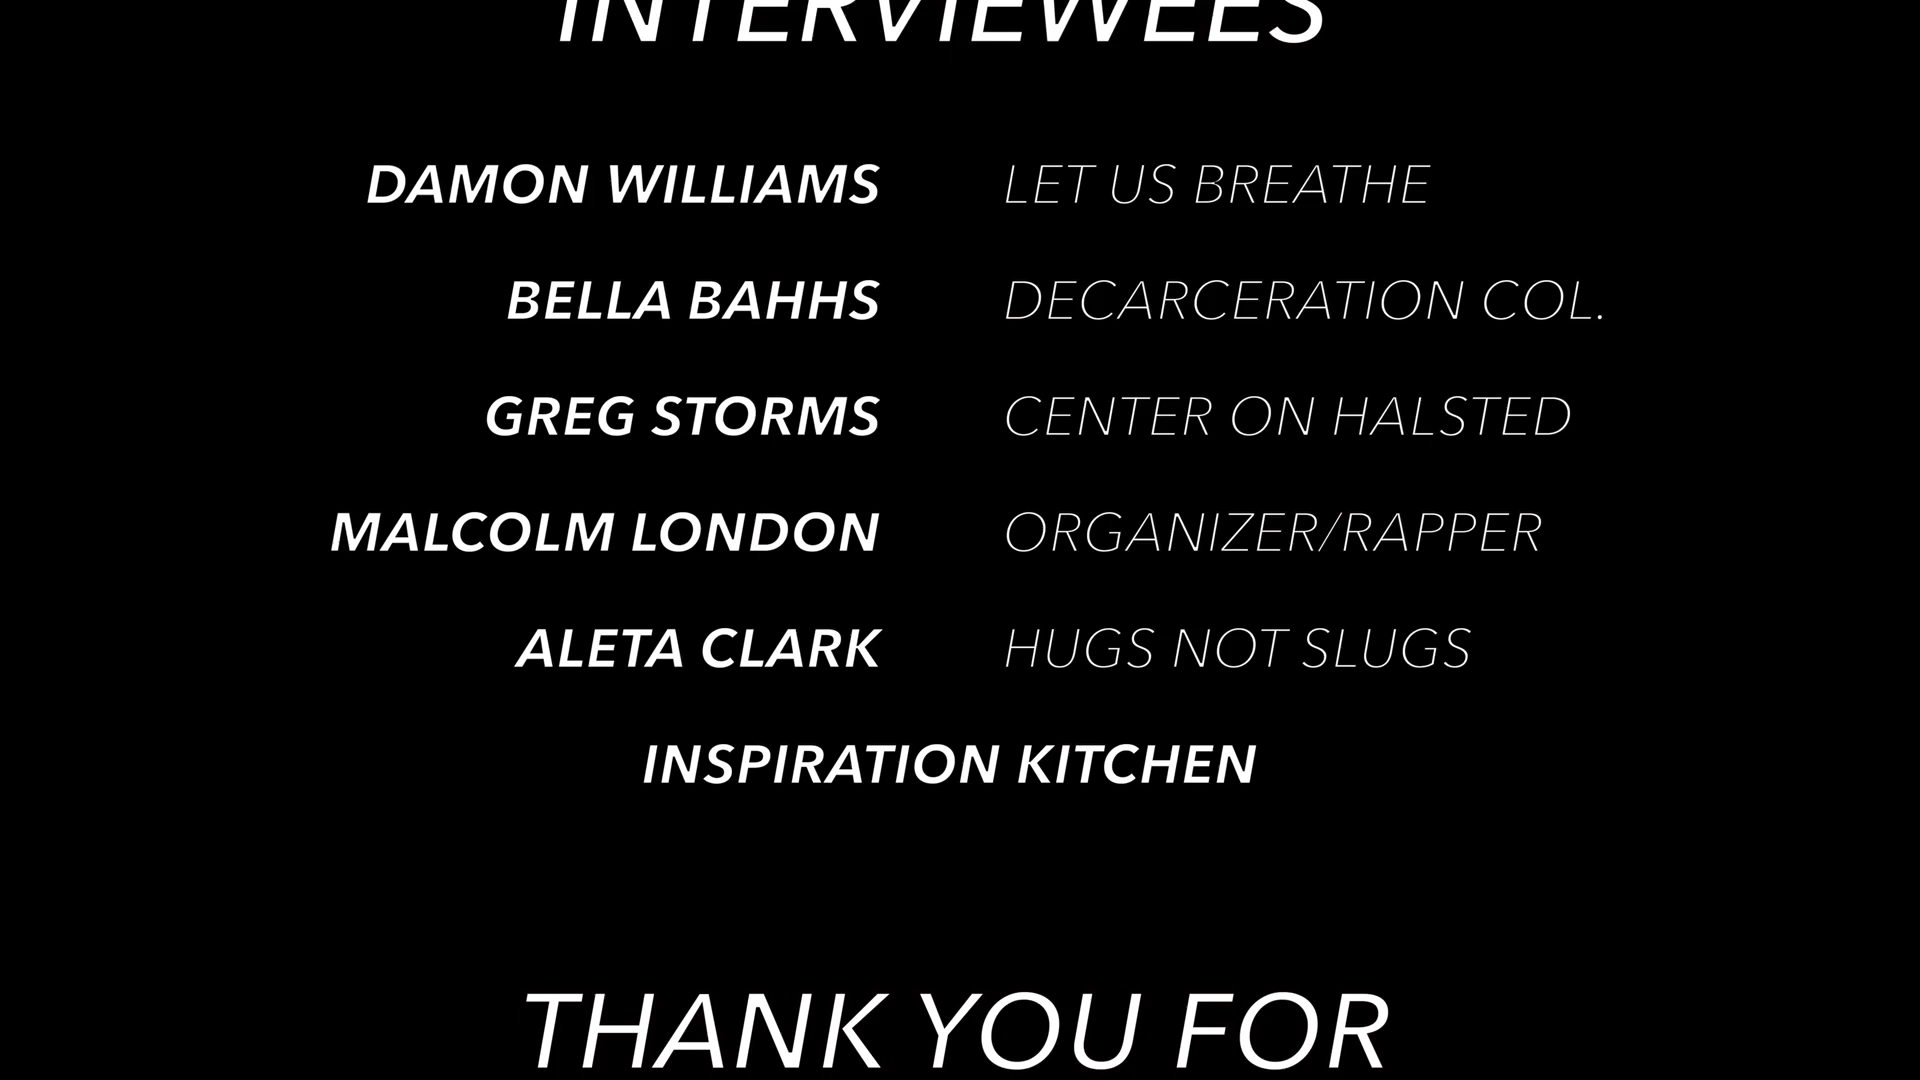 INTERVIEWEES
DAMON WILLIAMS LET US BREATHE
BELLA BAHHS DECARCERATION COL.
GREG STORMS CENTER ON HALSTED
MALCOLM LONDON ORGANIZER/RAPPER
ALETA CLARK HUGS NOT SLUGS
INSPIRATION KITCHEN
THANK YOU FOR